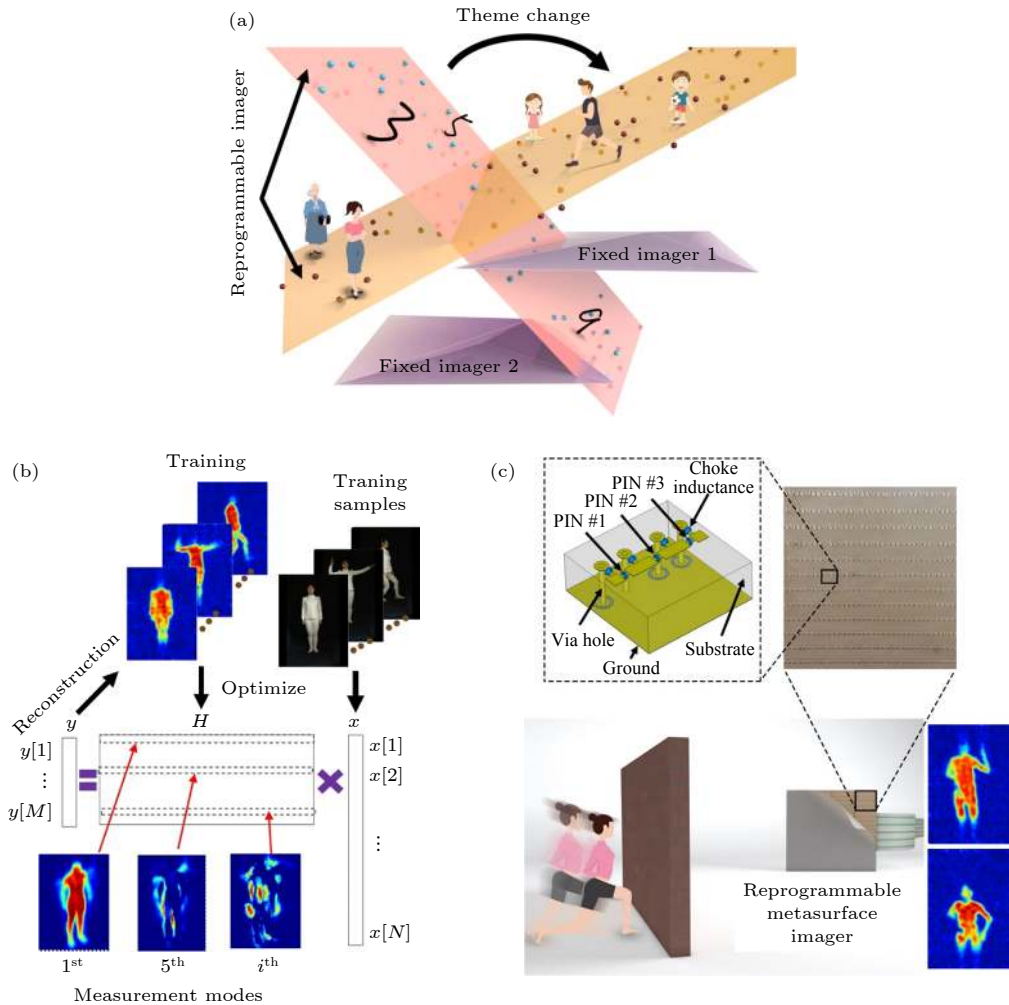 (a)
Theme change
Reprogrammable imager
Fixed imager 1
Fixed imager 2
(b)
Training
Traning
samples
Reconstruction
Optimize
y
H
x
y[1]
⋮
y[M]
x[1]
x[2]
⋮
x[N]
1st
5th
ith
Measurement modes
(c)
Choke
inductance
PIN #3
PIN #2
PIN #1
Via hole
Ground
Substrate
Reprogrammable
metasurface
imager